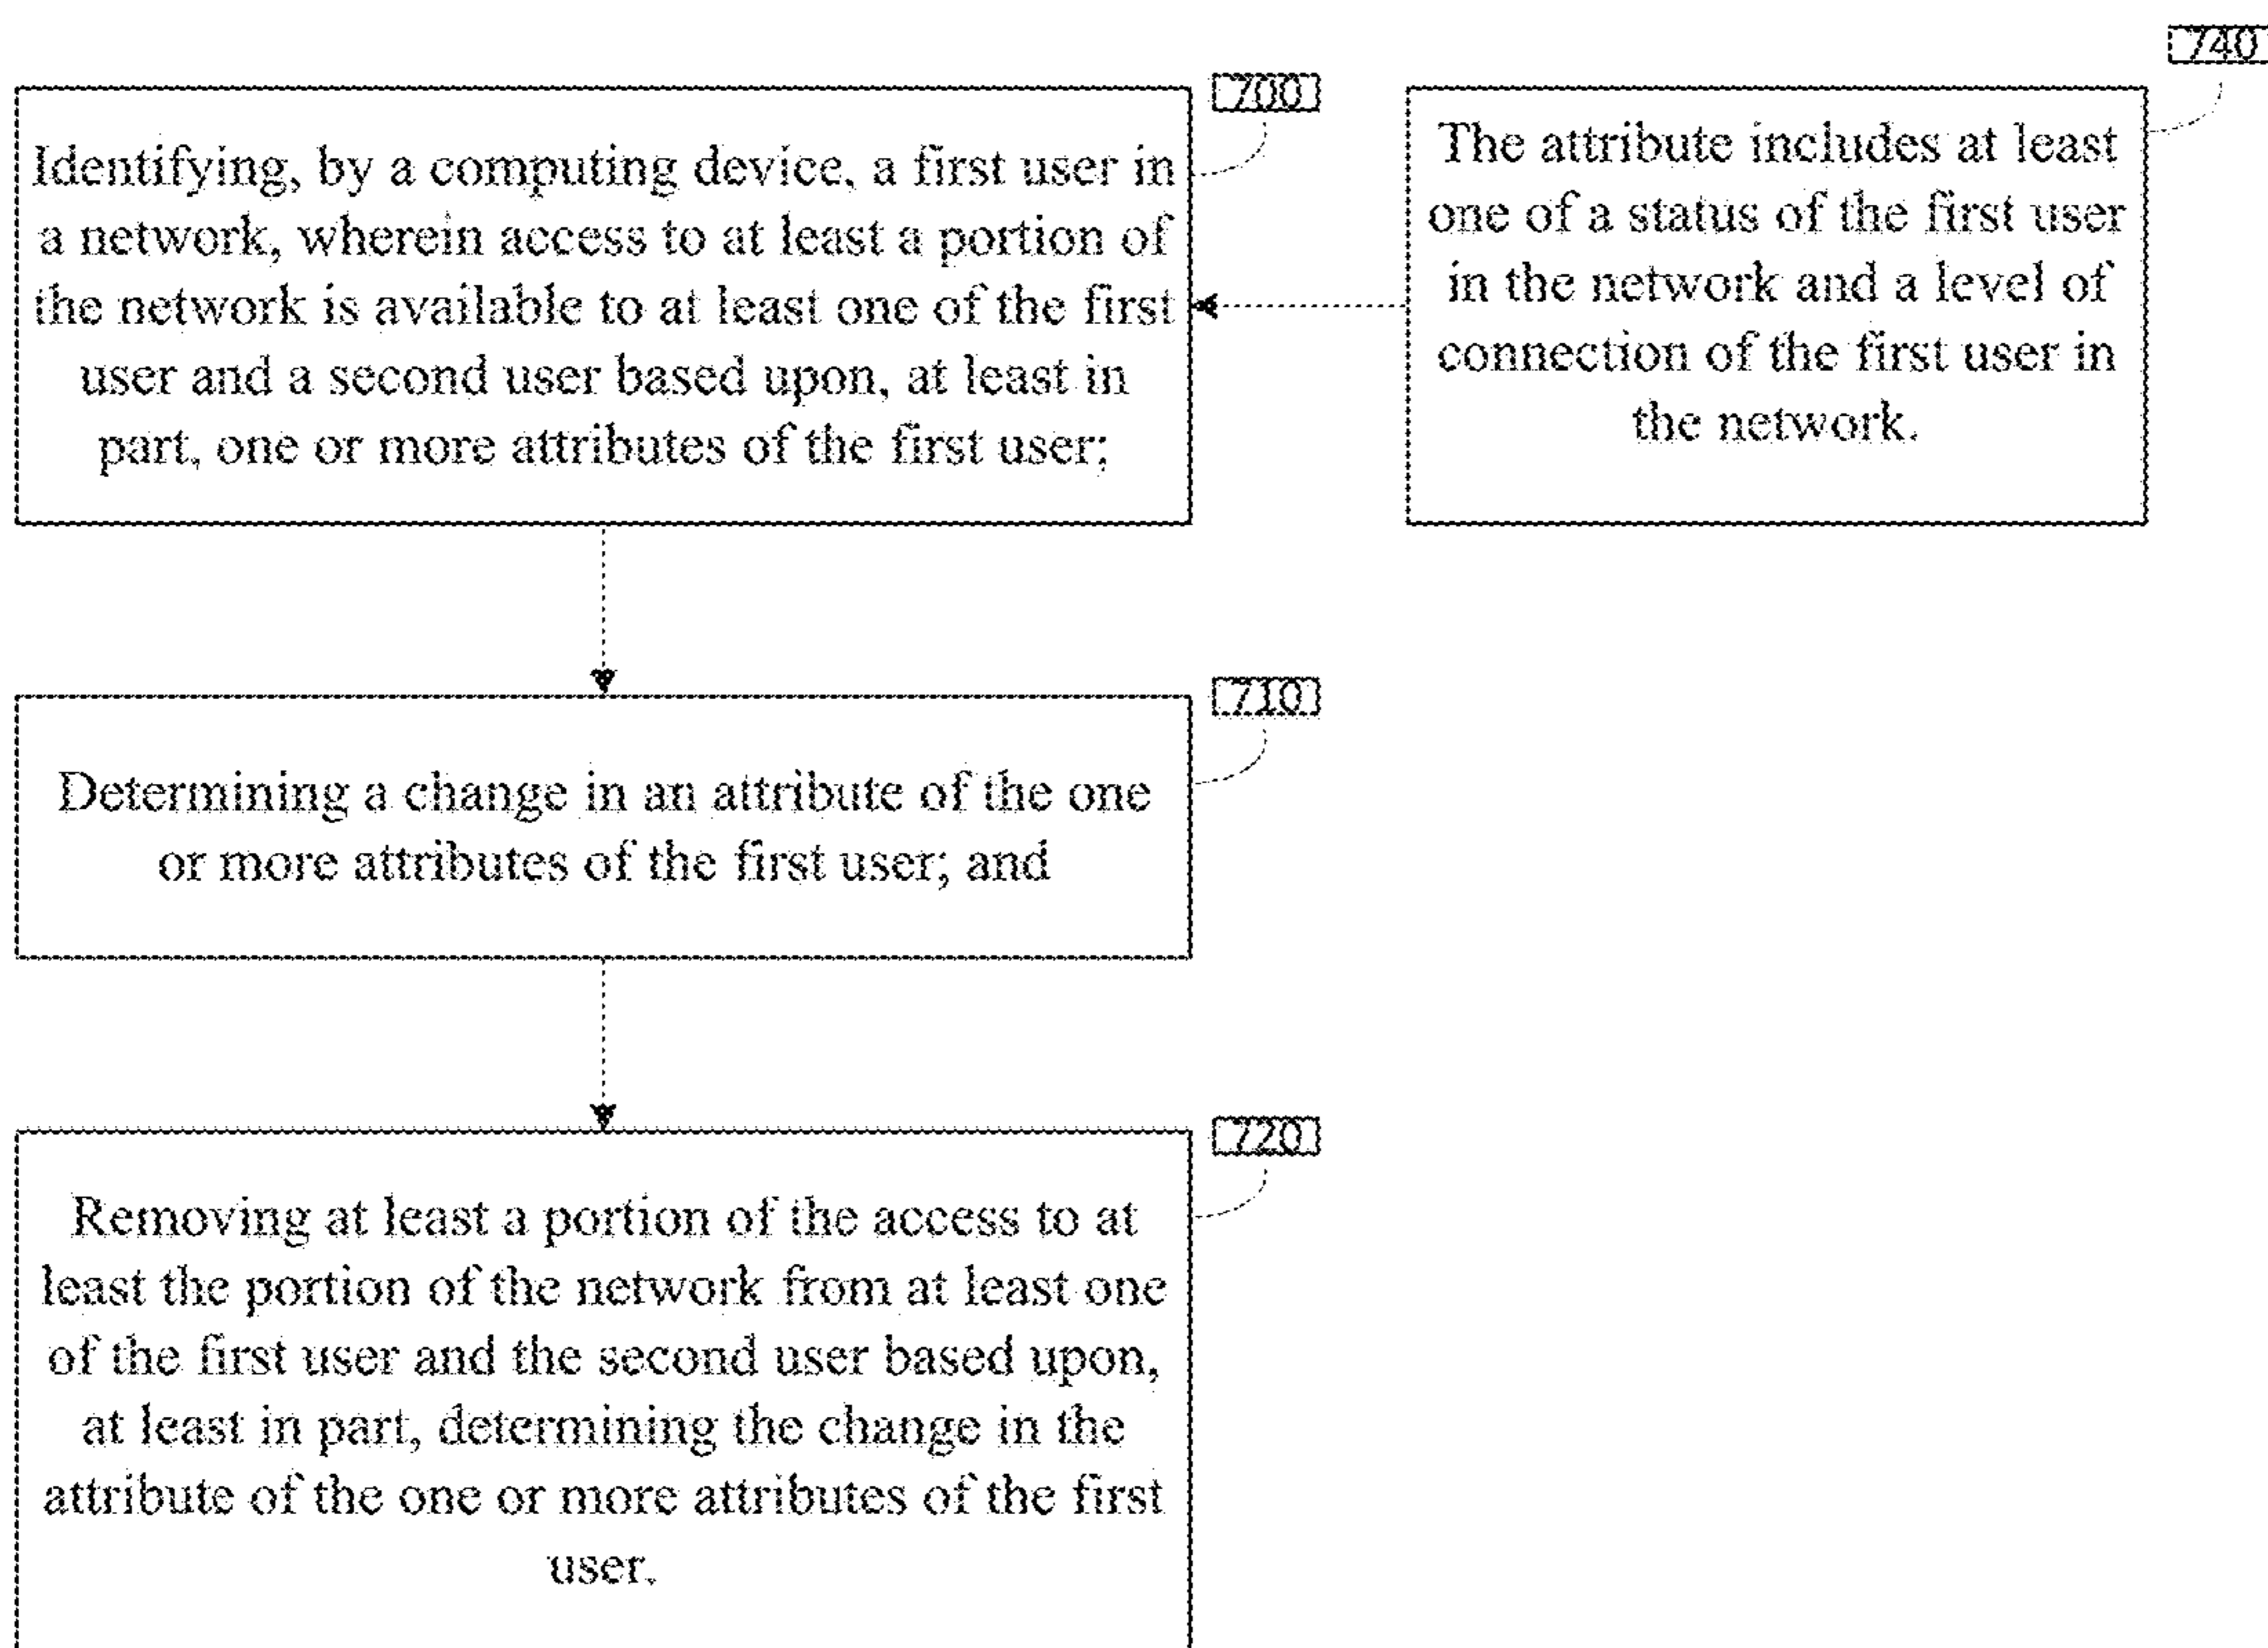 740
700
Identifying, by a computing device, a first user in
a network, wherein access to at least a portion of
the network is available to at least one of the first
user and a second user based upon, at least in
part, one or more attributes of the first user;
The attribute includes at least
one of a status of the first user
in the network and a level of
connection of the first user in
the network.
710
Determining a change in an attribute of the one
or more attributes of the first user; and
720
Removing at least a portion of the access to at
least the portion of the network from at least one
of the first user and the second user based upon,
at least in part, determining the change in the
attribute of the one or more attributes of the first
user.